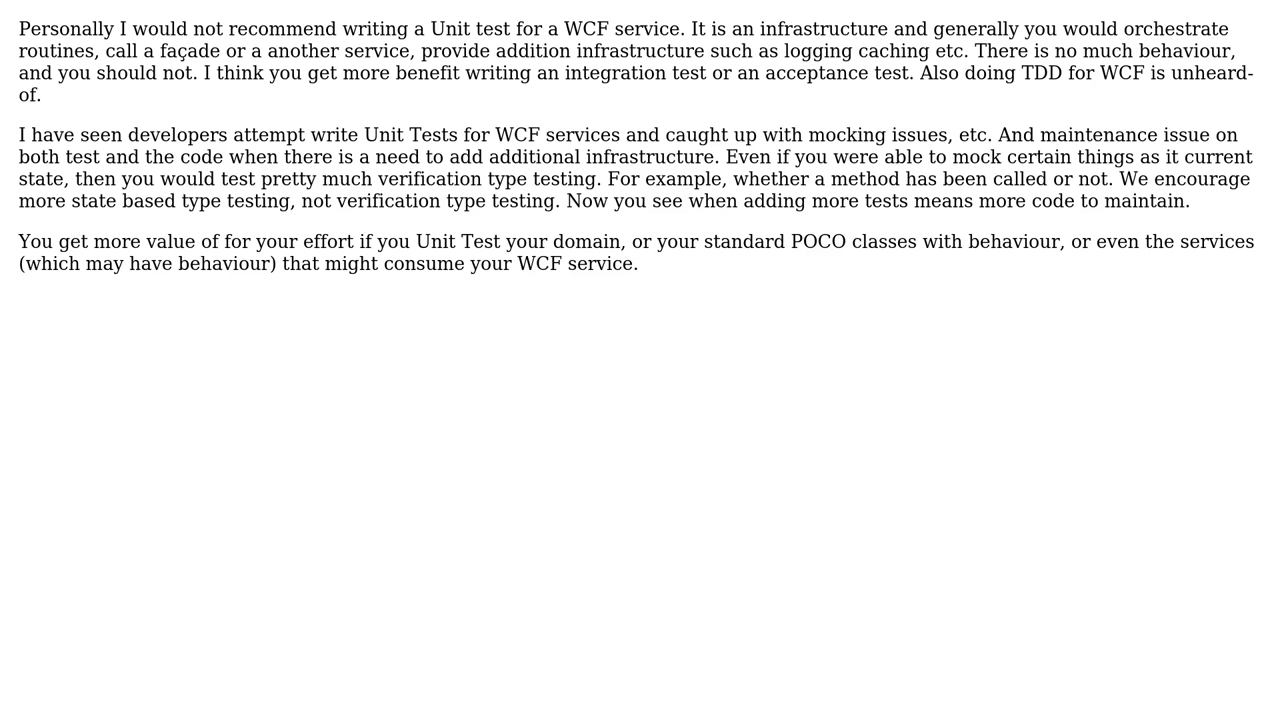 Personally I would not recommend writing a Unit test for a WCF service. It is an infrastructure and generally you would orchestrate
routines, call a façade or a another service, provide addition infrastructure such as logging caching etc. There is no much behaviour,
and you should not. I think you get more benefit writing an integration test or an acceptance test. Also doing TDD for WCF is unheard-
of.
I have seen developers attempt write Unit Tests for WCF services and caught up with mocking issues, etc. And maintenance issue on
both test and the code when there is a need to add additional infrastructure. Even if you were able to mock certain things as it current
state, then you would test pretty much verification type testing. For example, whether a method has been called or not. We encourage
more state based type testing, not verification type testing. Now you see when adding more tests means more code to maintain.
You get more value of for your effort if you Unit Test your domain, or your standard POCO classes with behaviour, or even the services
(which may have behaviour) that might consume your WCF service.